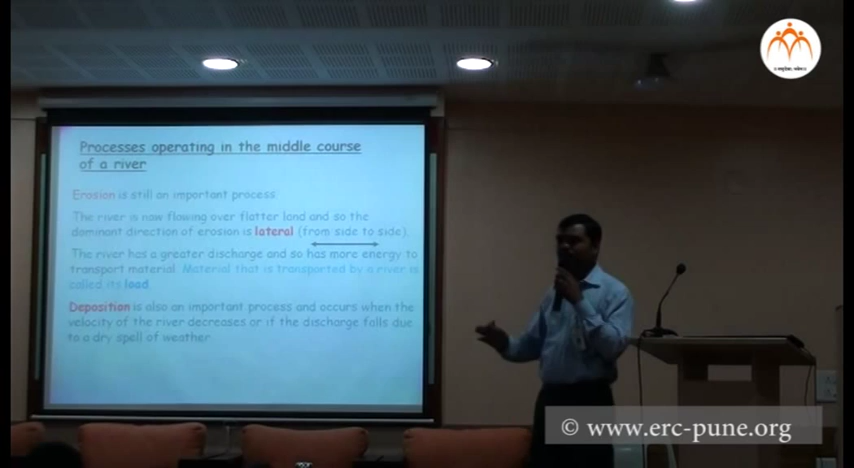 Processes operating in the middle course
of a river
Erosion is still an important process.
The river is now flowing over flatter land and so the
dominant direction of erosion is lateral (from side to side).
The river has a greater discharge and so has more energy to
transport material. Material that is transported by a river is
called its load.
Deposition is also an important process and occurs when the
velocity of the river decreases or if the discharge falls due
to a dry spell of weather.
© www.erc-pune.org